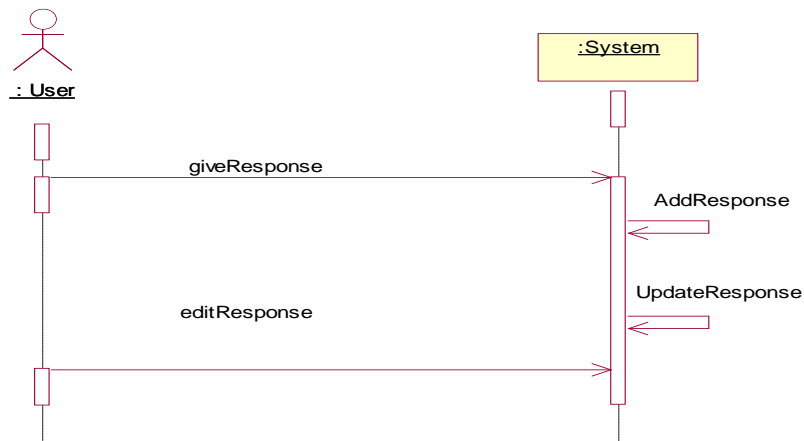 : User
:System
giveResponse
AddResponse
UpdateResponse
editResponse